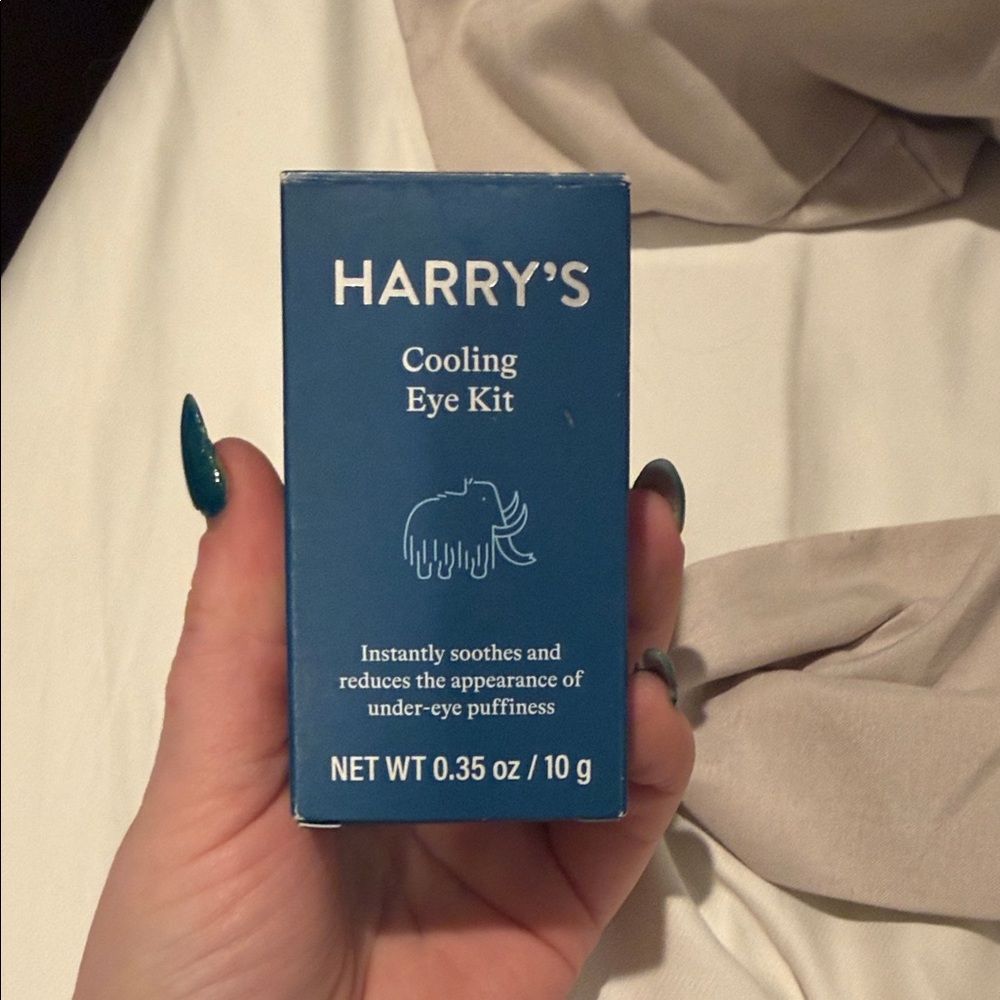 HARRY'S
Cooling
Eye Kit
Instantly soothes and
reduces the appearance of
under-eye puffiness
NET WT 0.35 oz / 10 g